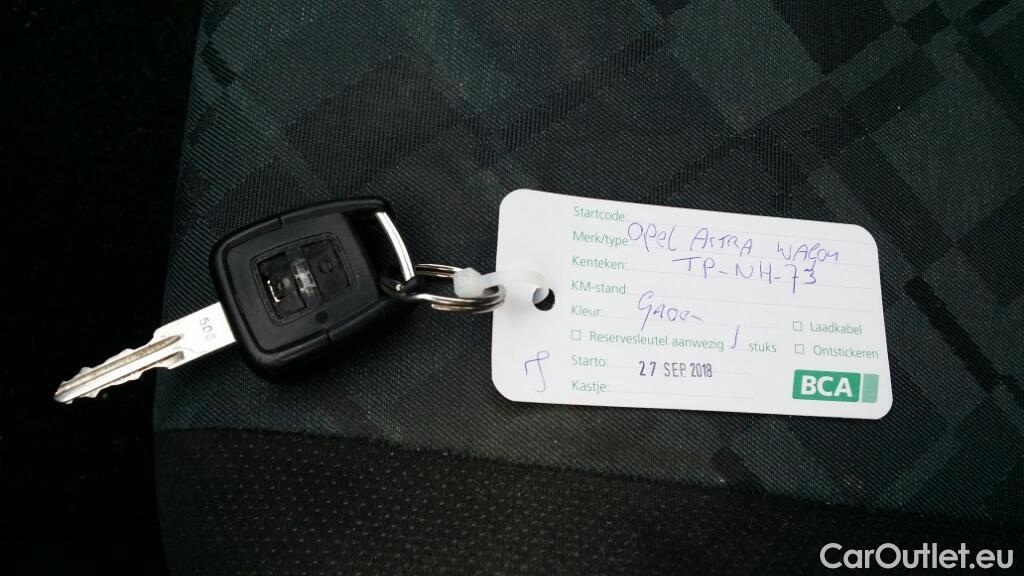 Startcode:
Merk/type: OPEL ASTRA WAGON
Kenteken: TP-NH-73
KM-stand:
Kleur:
Laadkabel
Reservesleutel aanwezig 1 stuks
Ontstickeren
Starto: 27 SEP. 2018
Kastje:
BCA
508
CarOutlet.eu